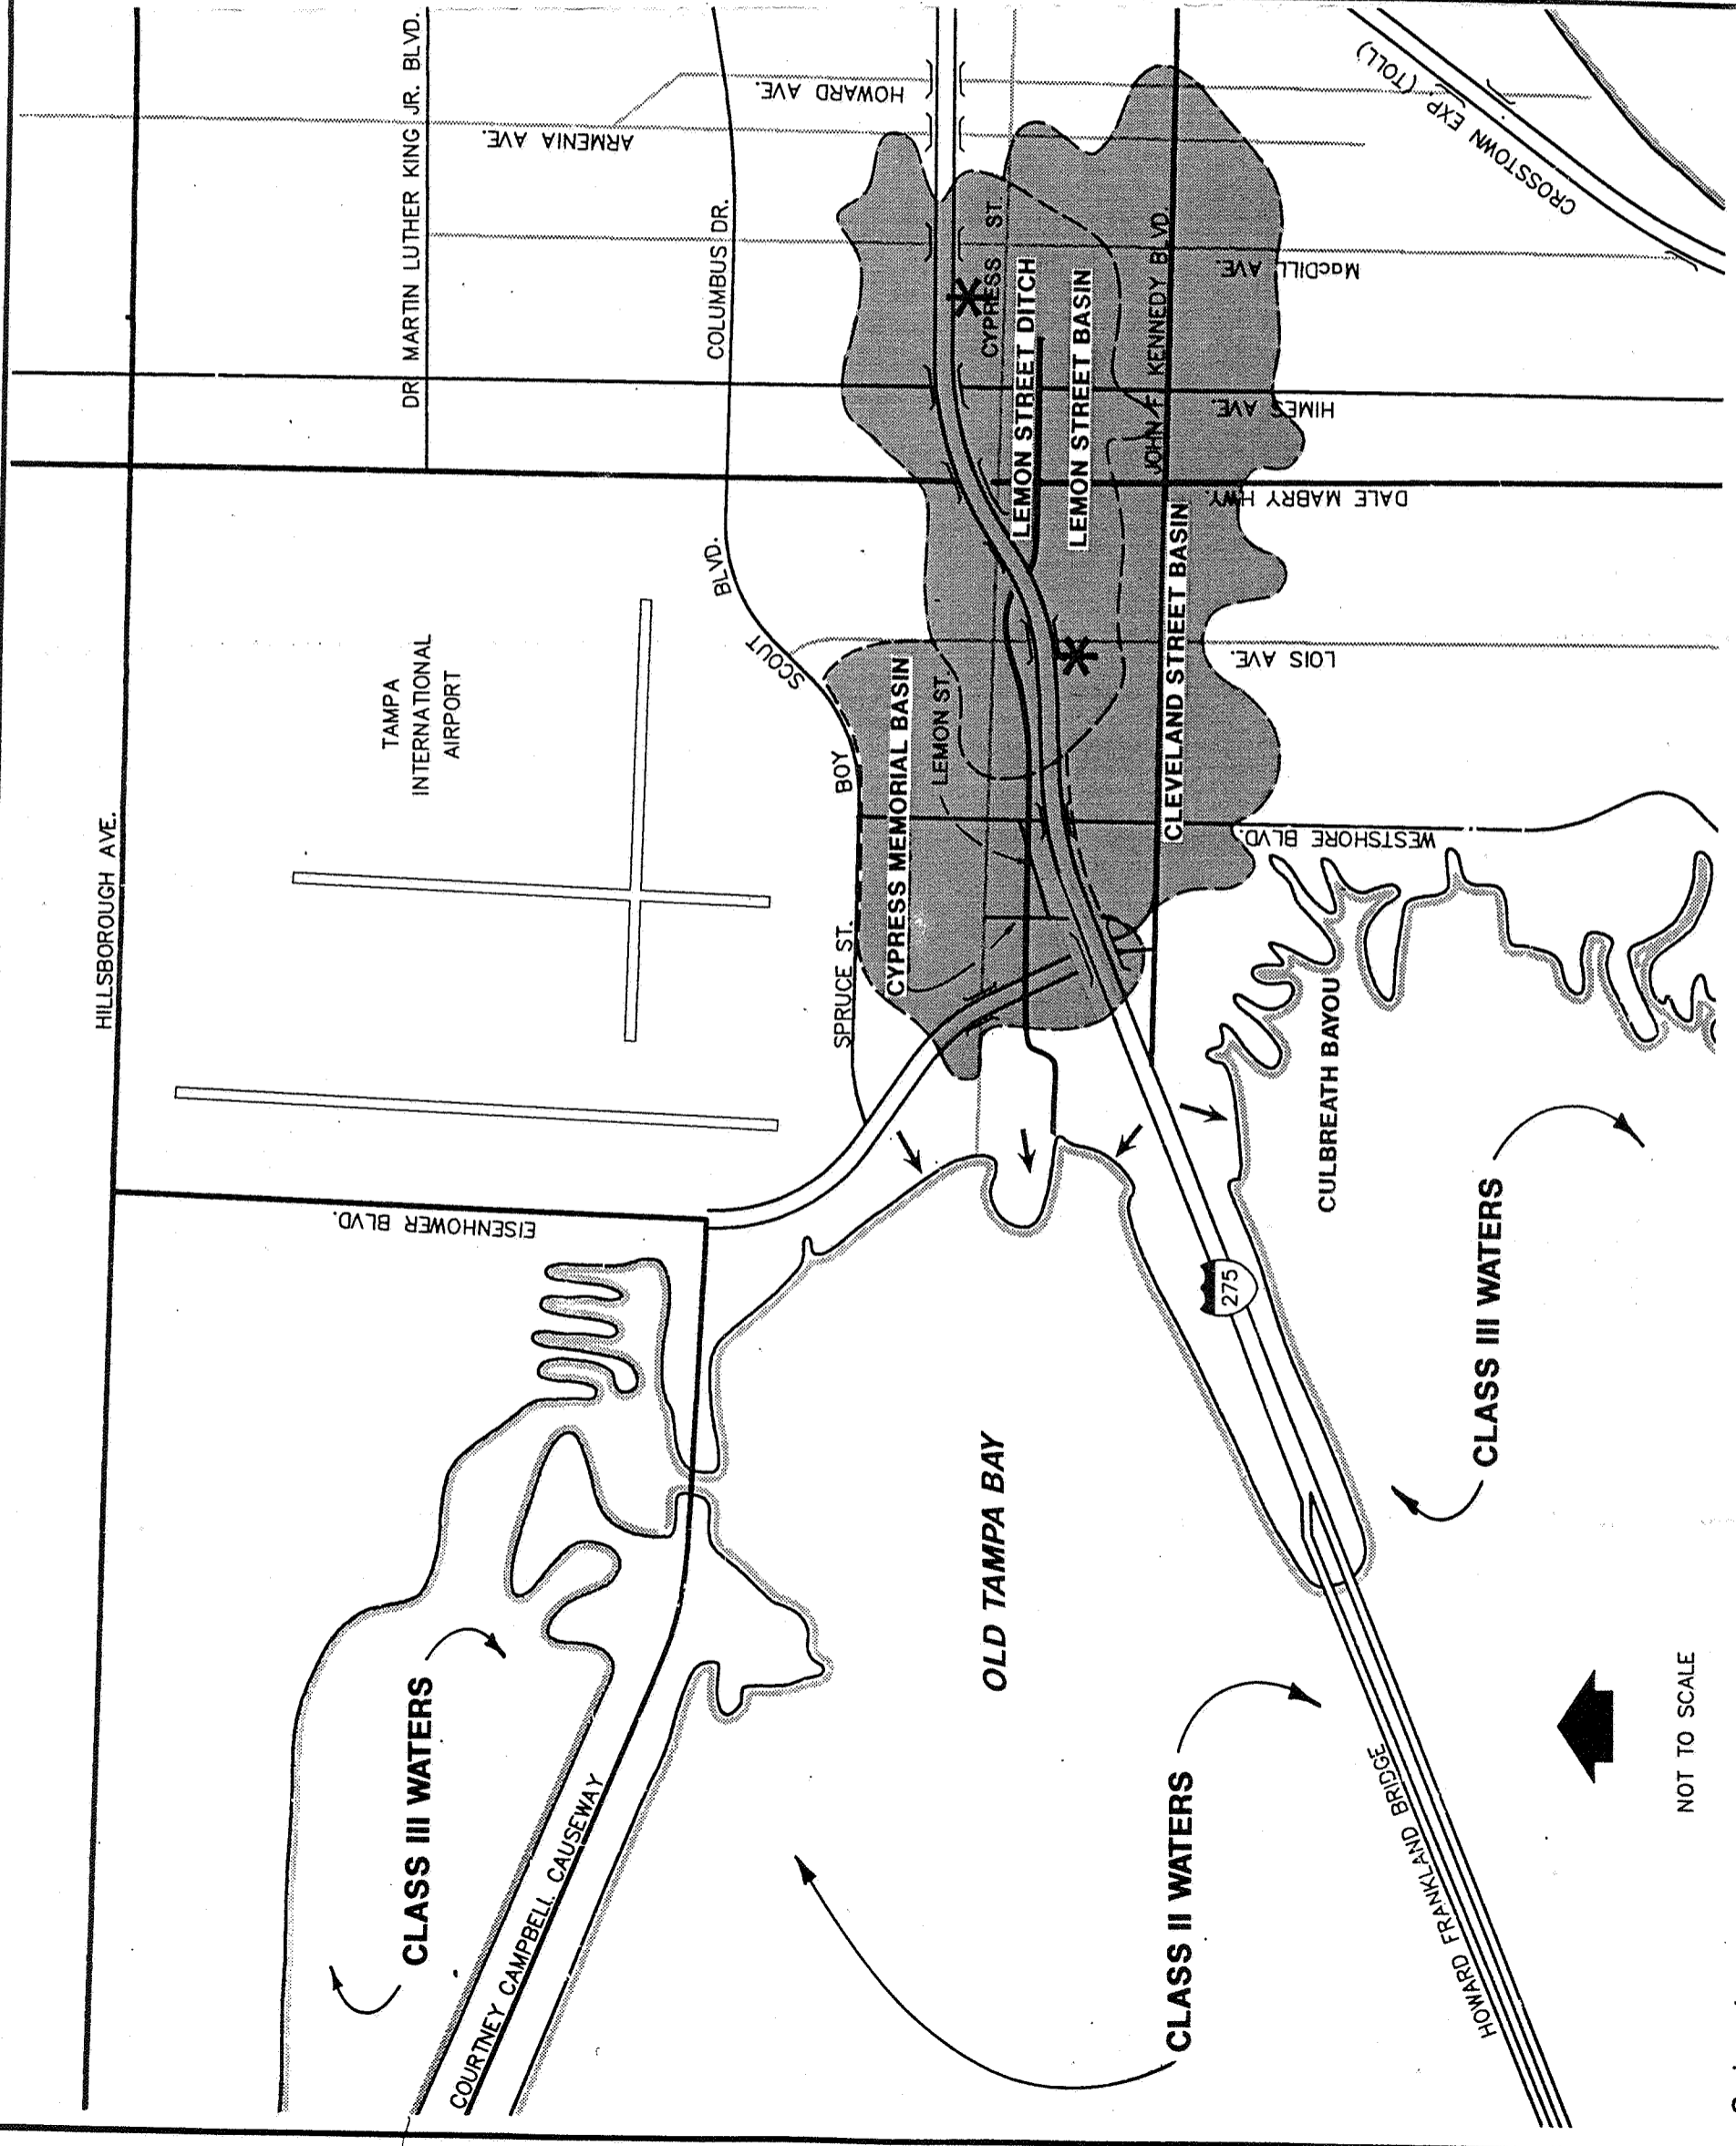 HILLSBOROUGH AVE.
DR. MARTIN LUTHER KING JR. BLVD.
ARMENIA AVE.
HOWARD AVE.
COLUMBUS DR.
TAMPA
INTERNATIONAL
AIRPORT
SPRUCE ST.
BOY
SCOUT
BLVD.
EISENHOWER BLVD.
CYPRESS MEMORIAL BASIN
LEMON ST.
CYPRESS ST.
LEMON STREET DITCH
LEMON STREET BASIN
JOHN F. KENNEDY BLVD.
CLEVELAND STREET BASIN
WESTSHORE BLVD.
LOIS AVE.
DALE MABRY HWY.
HIMES AVE.
MacDILL AVE.
CROSSTOWN EXP. (TOLL)
CLASS III WATERS
COURTNEY CAMPBELL CAUSEWAY
OLD TAMPA BAY
275
CULBREATH BAYOU
CLASS III WATERS
CLASS II WATERS
HOWARD FRANKLAND BRIDGE
NOT TO SCALE